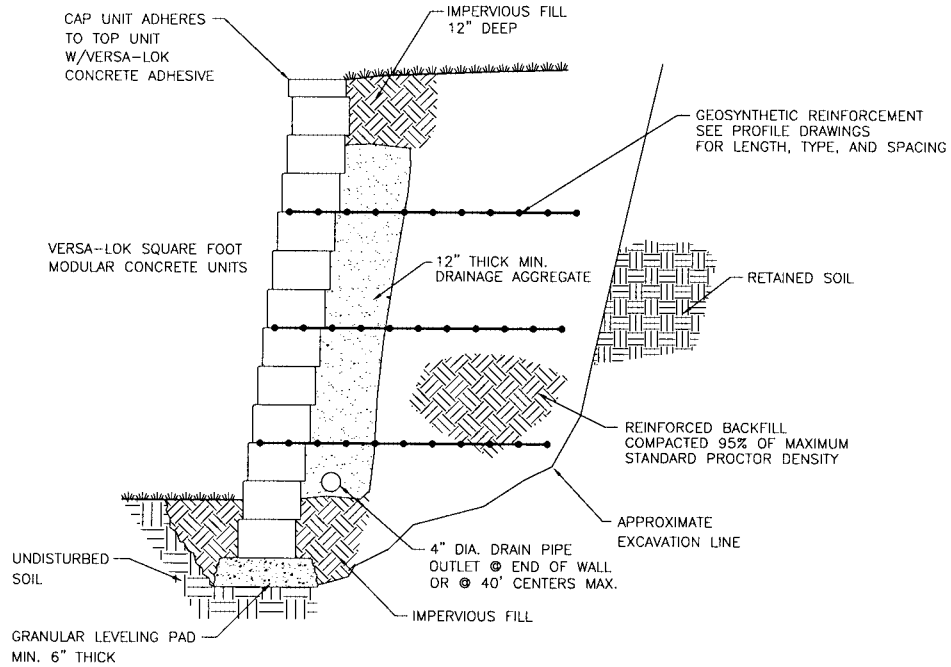 CAP UNIT ADHERES
TO TOP UNIT
W/VERSA-LOK
CONCRETE ADHESIVE
IMPERVIOUS FILL
12" DEEP
GEOSYNTHETIC REINFORCEMENT
SEE PROFILE DRAWINGS
FOR LENGTH, TYPE, AND SPACING
VERSA-LOK SQUARE FOOT
MODULAR CONCRETE UNITS
12" THICK MIN.
DRAINAGE AGGREGATE
RETAINED SOIL
REINFORCED BACKFILL
COMPACTED 95% OF MAXIMUM
STANDARD PROCTOR DENSITY
APPROXIMATE
EXCAVATION LINE
4" DIA. DRAIN PIPE
OUTLET @ END OF WALL
OR @ 40' CENTERS MAX.
UNDISTURBED
SOIL
IMPERVIOUS FILL
GRANULAR LEVELING PAD
MIN. 6" THICK